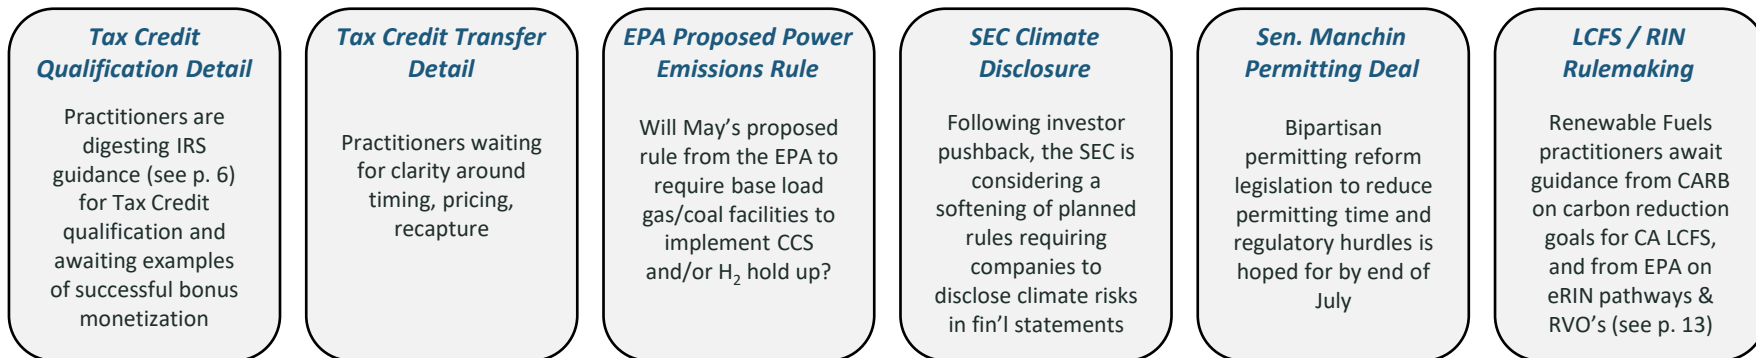 Tax Credit
Qualification Detail
Practitioners are
digesting IRS
guidance (see p. 6)
for Tax Credit
qualification and
awaiting examples
of successful bonus
monetization
Tax Credit Transfer
Detail
Practitioners waiting
for clarity around
timing, pricing,
recapture
EPA Proposed Power
Emissions Rule
Will May’s proposed
rule from the EPA to
require base load
gas/coal facilities to
implement CCS
and/or H₂ hold up?
SEC Climate
Disclosure
Following investor
pushback, the SEC is
considering a
softening of planned
rules requiring
companies to
disclose climate risks
in fin’l statements
Sen. Manchin
Permitting Deal
Bipartisan
permitting reform
legislation to reduce
permitting time and
regulatory hurdles is
hoped for by end of
July
LCFS / RIN
Rulemaking
Renewable Fuels
practitioners await
guidance from CARB
on carbon reduction
goals for CA LCFS,
and from EPA on
eRIN pathways &
RVO’s (see p. 13)